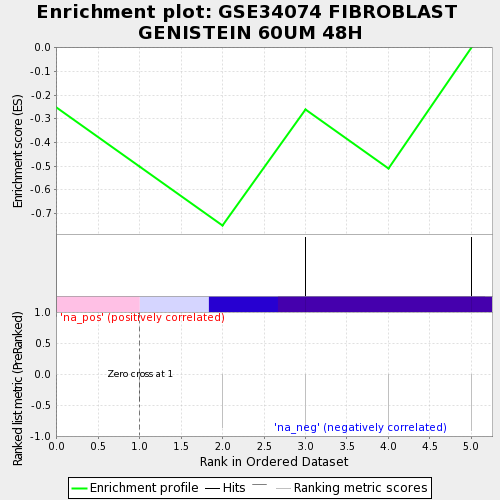 Enrichment plot: GSE34074 FIBROBLAST
GENISTEIN 60UM 48H
Enrichment score (ES)
0.0
-0.1
-0.2
-0.3
-0.4
-0.5
-0.6
-0.7
Ranked list metric (PreRanked)
1.0
0.5
0.0
-0.5
-1.0
'na_pos' (positively correlated)
Zero cross at 1
'na_neg' (negatively correlated)
0.0 0.5 1.0 1.5 2.0 2.5 3.0 3.5 4.0 4.5 5.0
Rank in Ordered Dataset
Enrichment profile Hits Ranking metric scores